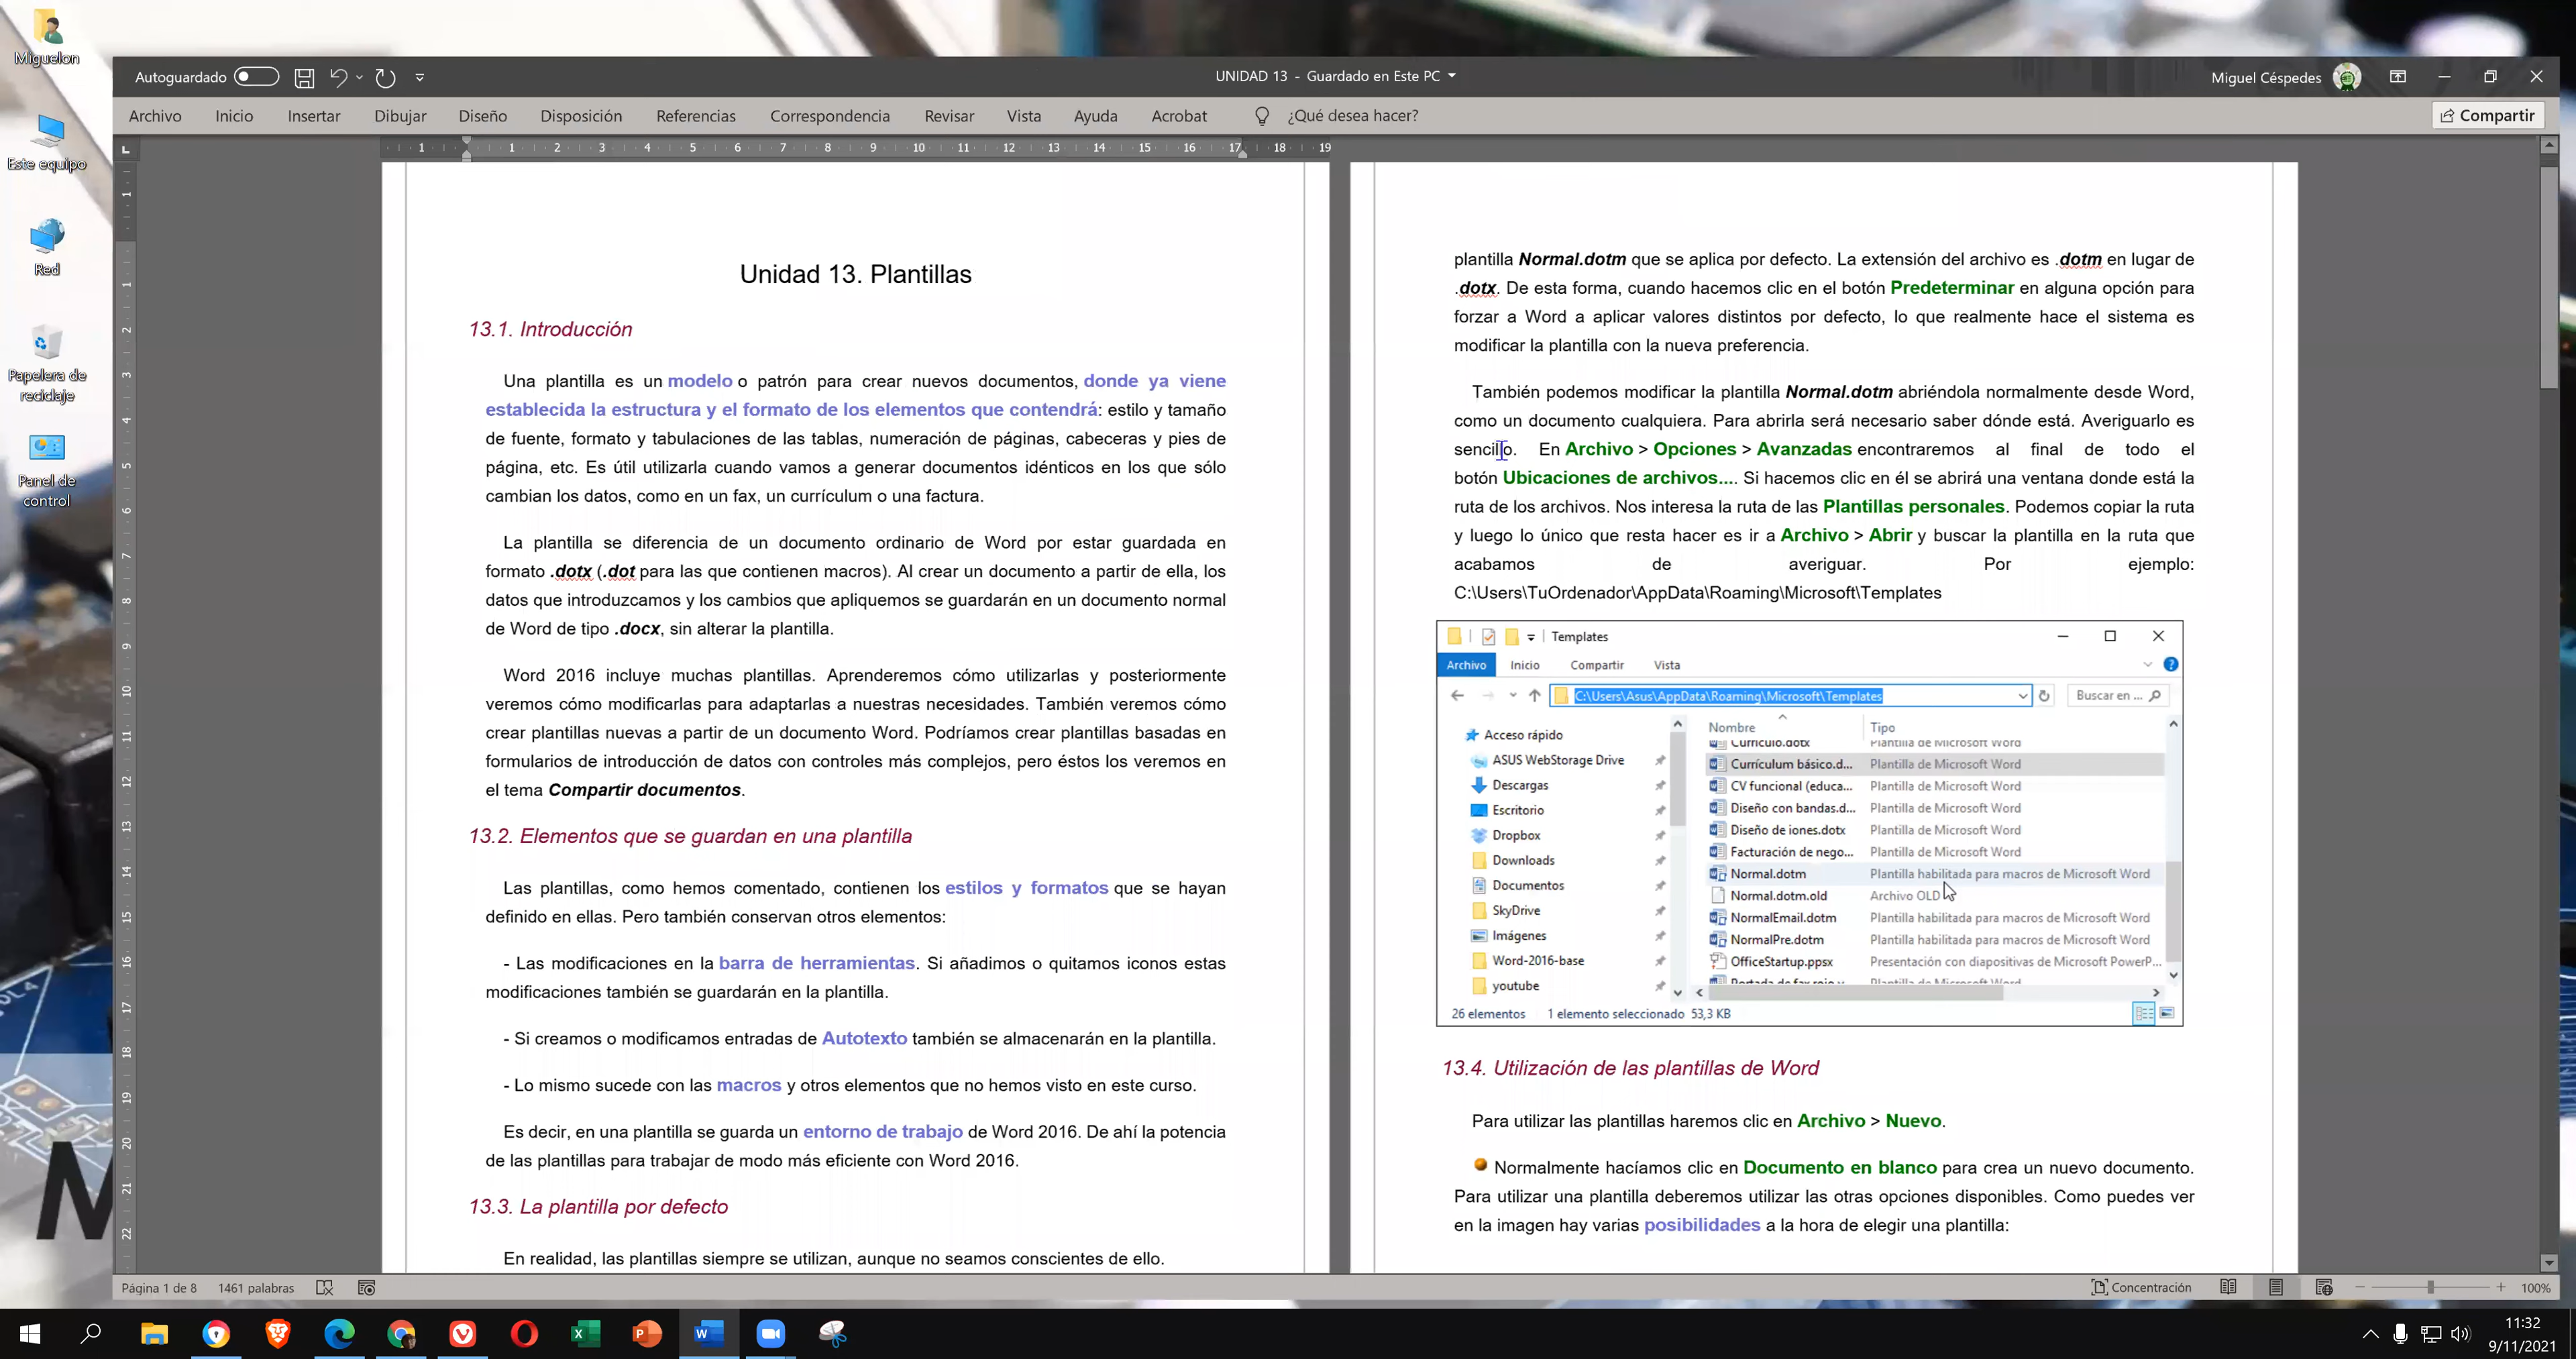 Miguelon
Este equipo
Red
Papelera de
reciclaje
Panel de
control
Autoguardado
UNIDAD 13 - Guardado en Este PC
Miguel Céspedes
Archivo Inicio Insertar Dibujar Diseño Disposición Referencias Correspondencia Revisar Vista Ayuda Acrobat ¿Qué desea hacer? Compartir
1 1 2 3 4 5 6 7 8 9 10 11 12 13 14 15 16 17 18 19
Unidad 13. Plantillas
13.1. Introducción
Una plantilla es un modelo o patrón para crear nuevos documentos, donde ya viene
establecida la estructura y el formato de los elementos que contendrá: estilo y tamaño
de fuente, formato y tabulaciones de las tablas, numeración de páginas, cabeceras y pies de
página, etc. Es útil utilizarla cuando vamos a generar documentos idénticos en los que sólo
cambian los datos, como en un fax, un currículum o una factura.
La plantilla se diferencia de un documento ordinario de Word por estar guardada en
formato .dotx (.dot para las que contienen macros). Al crear un documento a partir de ella, los
datos que introduzcamos y los cambios que apliquemos se guardarán en un documento normal
de Word de tipo .docx, sin alterar la plantilla.
Word 2016 incluye muchas plantillas. Aprenderemos cómo utilizarlas y posteriormente
veremos cómo modificarlas para adaptarlas a nuestras necesidades. También veremos cómo
crear plantillas nuevas a partir de un documento Word. Podríamos crear plantillas basadas en
formularios de introducción de datos con controles más complejos, pero éstos los veremos en
el tema Compartir documentos.
13.2. Elementos que se guardan en una plantilla
Las plantillas, como hemos comentado, contienen los estilos y formatos que se hayan
definido en ellas. Pero también conservan otros elementos:
- Las modificaciones en la barra de herramientas. Si añadimos o quitamos iconos estas
modificaciones también se guardarán en la plantilla.
- Si creamos o modificamos entradas de Autotexto también se almacenarán en la plantilla.
- Lo mismo sucede con las macros y otros elementos que no hemos visto en este curso.
Es decir, en una plantilla se guarda un entorno de trabajo de Word 2016. De ahí la potencia
de las plantillas para trabajar de modo más eficiente con Word 2016.
13.3. La plantilla por defecto
En realidad, las plantillas siempre se utilizan, aunque no seamos conscientes de ello.
plantilla Normal.dotm que se aplica por defecto. La extensión del archivo es .dotm en lugar de
.dotx. De esta forma, cuando hacemos clic en el botón Predeterminar en alguna opción para
forzar a Word a aplicar valores distintos por defecto, lo que realmente hace el sistema es
modificar la plantilla con la nueva preferencia.
También podemos modificar la plantilla Normal.dotm abriéndola normalmente desde Word,
como un documento cualquiera. Para abrirla será necesario saber dónde está. Averiguarlo es
sencillo. En Archivo > Opciones > Avanzadas encontraremos al final de todo el
botón Ubicaciones de archivos.... Si hacemos clic en él se abrirá una ventana donde está la
ruta de los archivos. Nos interesa la ruta de las Plantillas personales. Podemos copiar la ruta
y luego lo único que resta hacer es ir a Archivo > Abrir y buscar la plantilla en la ruta que
acabamos de averiguar. Por ejemplo:
C:\Users\TuOrdenador\AppData\Roaming\Microsoft\Templates
Templates
Archivo Inicio Compartir Vista
C:\Users\Asus\AppData\Roaming\Microsoft\Templates
Buscar en ...
Acceso rápido
ASUS WebStorage Drive
Descargas
Escritorio
Dropbox
Downloads
Documentos
SkyDrive
Imágenes
Word-2016-base
youtube
Nombre Tipo
Currículo.dotx Plantilla de Microsoft Word
Currículum básico.d... Plantilla de Microsoft Word
CV funcional (educa... Plantilla de Microsoft Word
Diseño con bandas.d... Plantilla de Microsoft Word
Diseño de iones.dotx Plantilla de Microsoft Word
Facturación de nego... Plantilla de Microsoft Word
Normal.dotm Plantilla habilitada para macros de Microsoft Word
Normal.dotm.old Archivo OLD
NormalEmail.dotm Plantilla habilitada para macros de Microsoft Word
NormalPre.dotm Plantilla habilitada para macros de Microsoft Word
OfficeStartup.ppsx Presentación con diapositivas de Microsoft PowerP...
Portada de fax rojo y Plantilla de Microsoft Word
26 elementos 1 elemento seleccionado 53,3 KB
13.4. Utilización de las plantillas de Word
Para utilizar las plantillas haremos clic en Archivo > Nuevo.
Normalmente hacíamos clic en Documento en blanco para crea un nuevo documento.
Para utilizar una plantilla deberemos utilizar las otras opciones disponibles. Como puedes ver
en la imagen hay varias posibilidades a la hora de elegir una plantilla:
Página 1 de 8 1461 palabras
Concentración 100%
11:32
9/11/2021